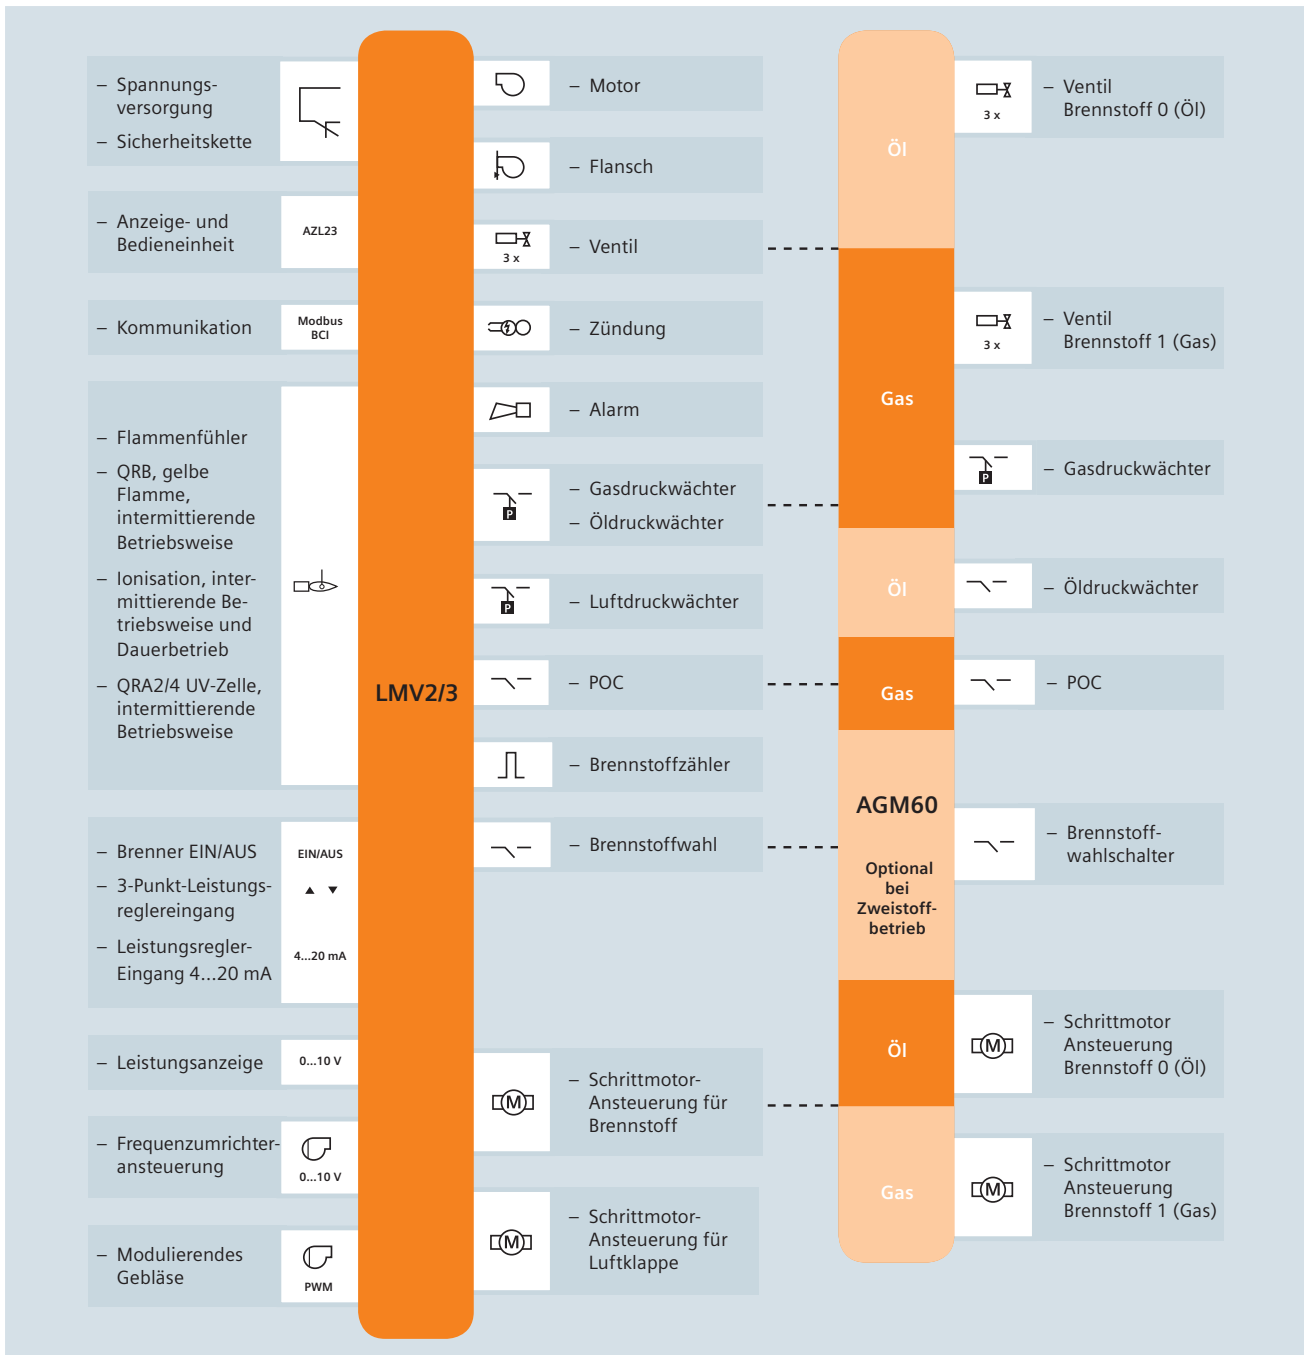 – Spannungs-
versorgung
– Sicherheitskette
– Anzeige- und
Bedieneinheit
AZL23
– Kommunikation
Modbus
BCI
– Flammenfühler
– QRB, gelbe
Flamme,
intermittierende
Betriebsweise
– Ionisation, inter-
mittierende Be-
triebsweise und
Dauerbetrieb
– QRA2/4 UV-Zelle,
intermittierende
Betriebsweise
– Brenner EIN/AUS
– 3-Punkt-Leistungs-
reglereingang
– Leistungsregler-
Eingang 4...20 mA
EIN/AUS
▲ ▼
4...20 mA
– Leistungsanzeige
0...10 V
– Frequenzumrichter-
ansteuerung
0...10 V
– Modulierendes
Gebläse
PWM
LMV2/3
– Motor
– Flansch
3 x
– Ventil
– Zündung
– Alarm
P
– Gasdruckwächter
– Öldruckwächter
P
– Luftdruckwächter
– POC
– Brennstoffzähler
– Brennstoffwahl
M
– Schrittmotor-
Ansteuerung für
Brennstoff
M
– Schrittmotor-
Ansteuerung für
Luftklappe
Öl
Gas
Öl
Gas
AGM60
Optional
bei
Zweistoff-
betrieb
Öl
Gas
3 x
– Ventil
Brennstoff 0 (Öl)
3 x
– Ventil
Brennstoff 1 (Gas)
P
– Gasdruckwächter
– Öldruckwächter
– POC
– Brennstoff-
wahlschalter
M
– Schrittmotor
Ansteuerung
Brennstoff 0 (Öl)
M
– Schrittmotor
Ansteuerung
Brennstoff 1 (Gas)